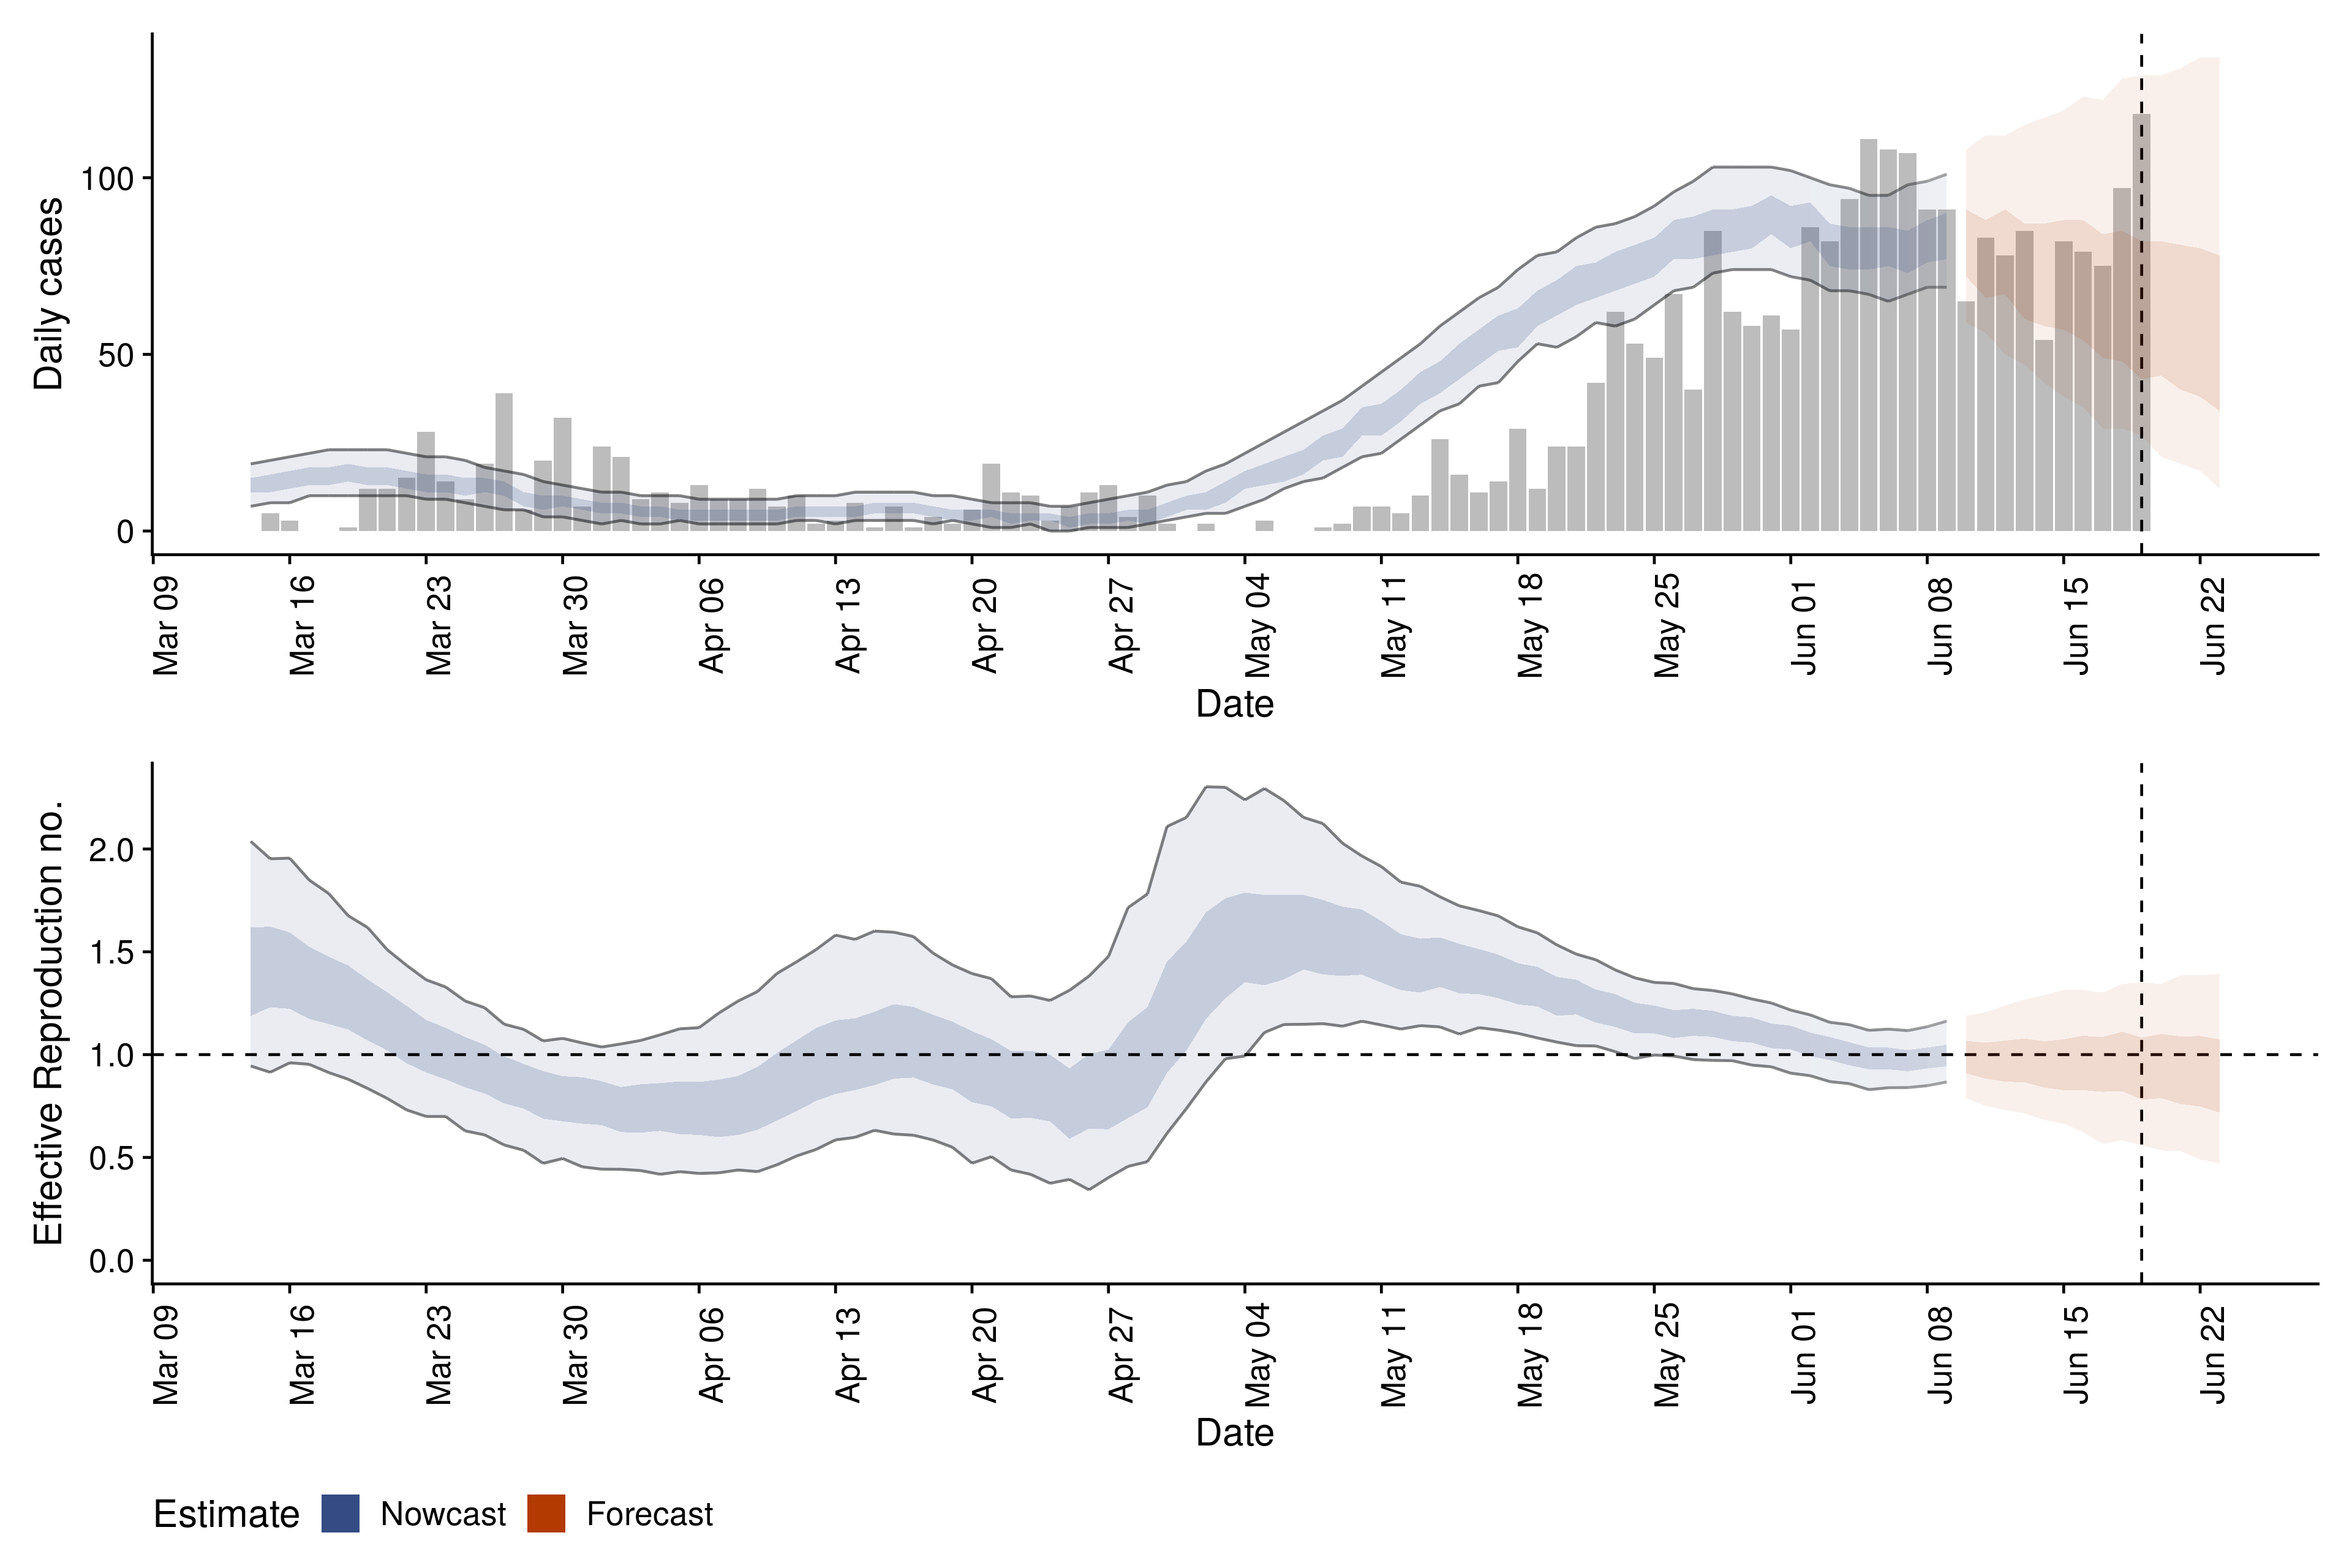 Daily cases
100
50
0
Mar 09
Mar 16
Mar 23
Mar 30
Apr 06
Apr 13
Apr 20
Apr 27
May 04
May 11
May 18
May 25
Jun 01
Jun 08
Jun 15
Jun 22
Date
Effective Reproduction no.
2.0
1.5
1.0
0.5
0.0
Mar 09
Mar 16
Mar 23
Mar 30
Apr 06
Apr 13
Apr 20
Apr 27
May 04
May 11
May 18
May 25
Jun 01
Jun 08
Jun 15
Jun 22
Date
Estimate Nowcast Forecast